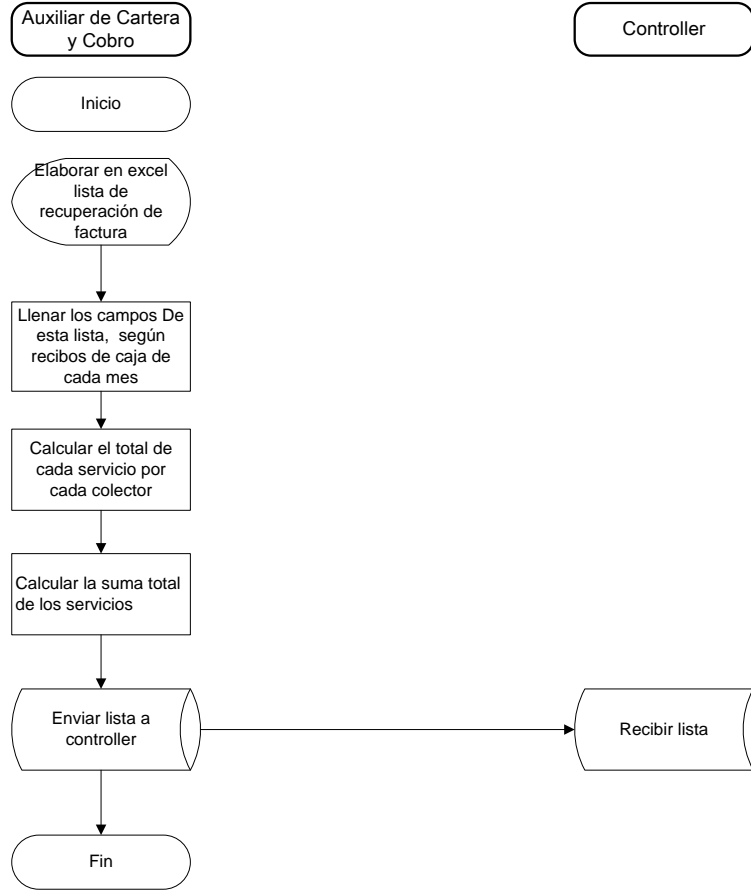 Auxiliar de Cartera
y Cobro
Controller
Inicio
Elaborar en excel
lista de
recuperación de
factura
Llenar los campos De
esta lista,  según
recibos de caja de
cada mes
Calcular el total de
cada servicio por
cada colector
Calcular la suma total
de los servicios
Enviar lista a
controller
Recibir lista
Fin